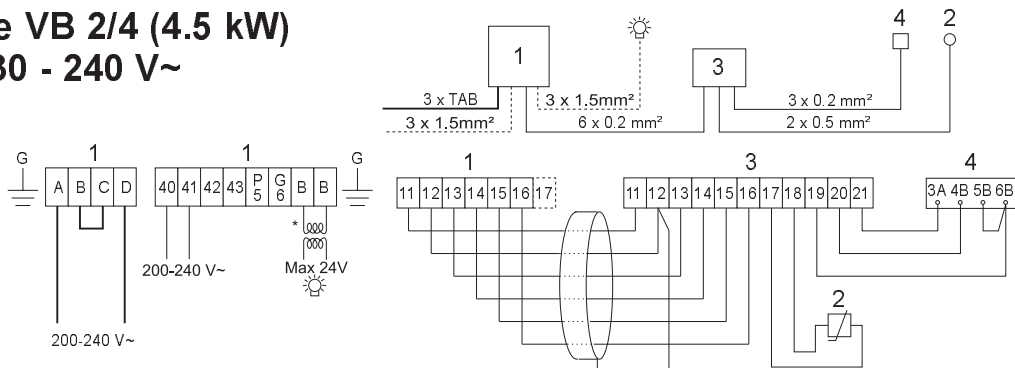 e VB 2/4 (4.5 kW)
30 - 240 V~
1
3
4 2
3 x TAB
3 x 1.5mm²
3 x 1.5mm²
6 x 0.2 mm²
3 x 0.2 mm²
2 x 0.5 mm²
G 1 1 G
A B C D
40 41 42 43 P5 G6 B B
*
200-240 V~
Max 24V
200-240 V~
1 3 4
11 12 13 14 15 16 17
11 12 13 14 15 16 17 18 19 20 21
3A 4B 5B 6B
2